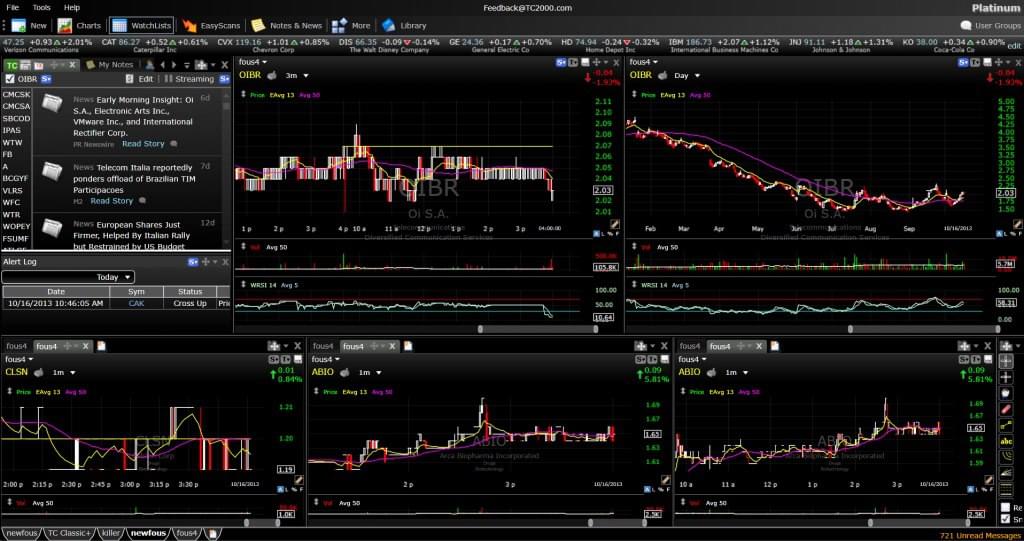 File Tools Help
Feedback@TC2000.com
Platinum
New Charts WatchLists EasyScans Notes & News More Library
User Groups
47.25 +0.93 +2.01% CAT 86.27 +0.52 +0.61% CVX 119.16 +1.01 +0.85% DIS 66.35 -0.09 -0.14% GE 24.36 +0.17 +0.70% HD 74.94 -0.24 -0.32% IBM 186.73 +2.07 +1.12% JNJ 91.11 +1.18 +1.31% KO 38.00 +0.34 +0.90%
Verizon Communications Caterpillar Inc Chevron Corp The Walt Disney Company General Electric Co Home Depot Inc International Business Machines Co Johnson & Johnson Coca-Cola Co edit
TC My Notes
OIBR S Edit Streaming S
CMCSK
CMCSA
SBCOD
IPAS
WTW
FB
A
BCGYF
VLRS
WFC
WTR
WOPEY
FSUMF
News Early Morning Insight: Oi 6d
S.A., Electronic Arts Inc.,
VMware Inc., and International
Rectifier Corp.
PR Newswire Read Story
News Telecom Italia reportedly 7d
ponders offload of Brazilian TIM
Participacoes
M2 Read Story
News European Shares Just 12d
Firmer, Helped By Italian Rally
but Restrained by US Budget
Alert Log S
Today
Date Sym Status
10/16/2013 10:46:05 AM CAK Cross Up
fous4
OIBR 3m
-0.04
-1.93%
Price EAvg 13 Avg 50
2.11
2.10
2.09
2.08
2.07
2.06
2.05
2.04
2.03
2.02
2.01
OIBR
Oi S.A.
Telecommunications
Diversified Communication Services
1 p 2 p 3 p 4 p 10 a 11 a 12 p 1 p 2 p 3 p 04:00:00
A L % F
Vol Avg 50
500.0K
105.8K
WRSI 14 Avg 5
100.00
50.00
10.64
fous4
OIBR Day
-0.04
-1.93%
Price EAvg 13 Avg 50
5.00
4.75
4.50
4.25
4.00
3.75
3.50
3.25
3.00
2.75
2.50
2.25
2.03
1.75
1.50
OIBR
Oi S.A.
Telecommunications
Diversified Communication Services
Feb Mar Apr May Jun Jul Aug Sep 10/16/2013
A L % F
Vol Avg 50
5.7M
WRSI 14 Avg 5
100.00
58.31
0.00
fous4 fous4
CLSN 1m
0.01
0.84%
Price EAvg 13 Avg 50
1.21
1.20
1.19
CLSN
2:00 p 2:15 p 2:30 p 2:45 p 3:00 p 3:15 p 3:30 p 10/16/2013
A L % F
Vol Avg 50
1.0K
fous4 fous4
ABIO 1m
0.09
5.81%
Price EAvg 13 Avg 50
1.69
1.67
1.65
1.63
1.61
ABIO
Arca Biopharma Incorporated
Drugs
Biotechnology
2 p 3 p 10/16/2013
A L % F
Vol Avg 50
2.5K
fous4 fous4
ABIO 1m
0.09
5.81%
Price EAvg 13 Avg 50
1.69
1.67
1.65
1.63
1.61
1.59
ABIO
Arca Biopharma Incorporated
Drugs
Biotechnology
10 a 11 a 12 p 1 p 2 p 3 p 10/16/2013
A L % F
Vol Avg 50
2.5K
abc
Re
Sn
newfous TC Classic+ killer newfous fous4
721 Unread Messages